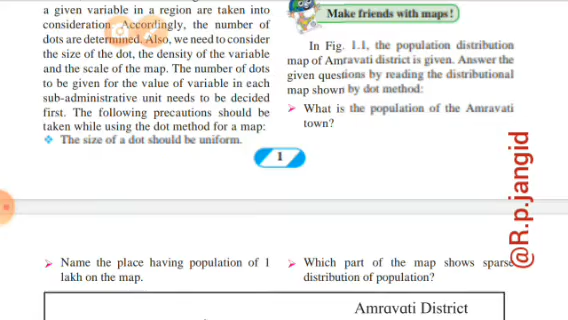 a given variable in a region are taken into
consideration. Accordingly, the number of
dots are determined. Also, we need to consider
the size of the dot, the density of the variable
and the scale of the map. The number of dots
to be given for the value of variable in each
sub-administrative unit needs to be decided
first. The following precautions should be
taken while using the dot method for a map:
❖ The size of a dot should be uniform.
Make friends with maps!
In Fig. 1.1, the population distribution
map of Amravati district is given. Answer the
given questions by reading the distributional
map shown by dot method:
➢ What is the population of the Amravati
town?
1
@R.p.jangid
➢ Name the place having population of 1
lakh on the map.
➢ Which part of the map shows sparse
distribution of population?
Amravati District